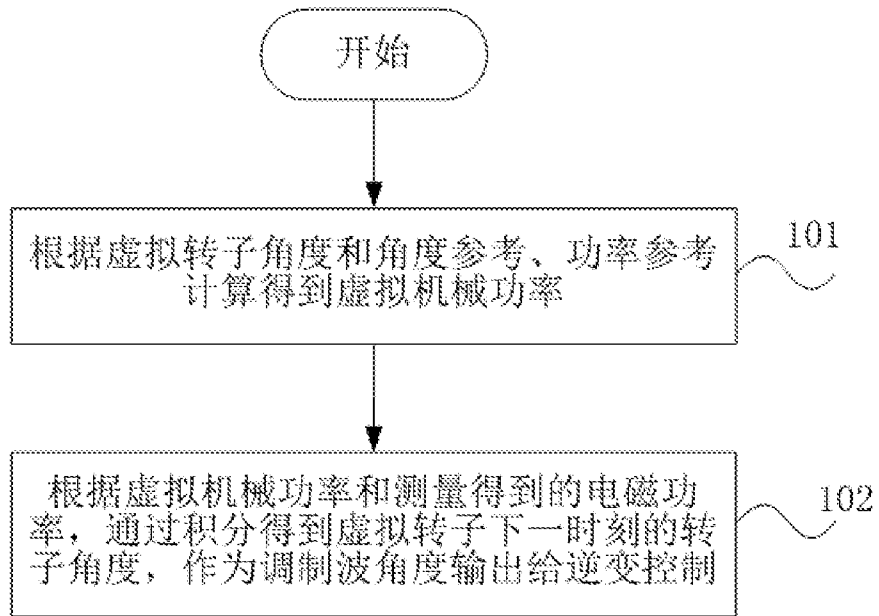 开始
根据虚拟转子角度和角度参考、功率参考
计算得到虚拟机械功率
101
根据虚拟机械功率和测量得到的电磁功
率，通过积分得到虚拟转子下一时刻的转
子角度，作为调制波角度输出给逆变控制
102